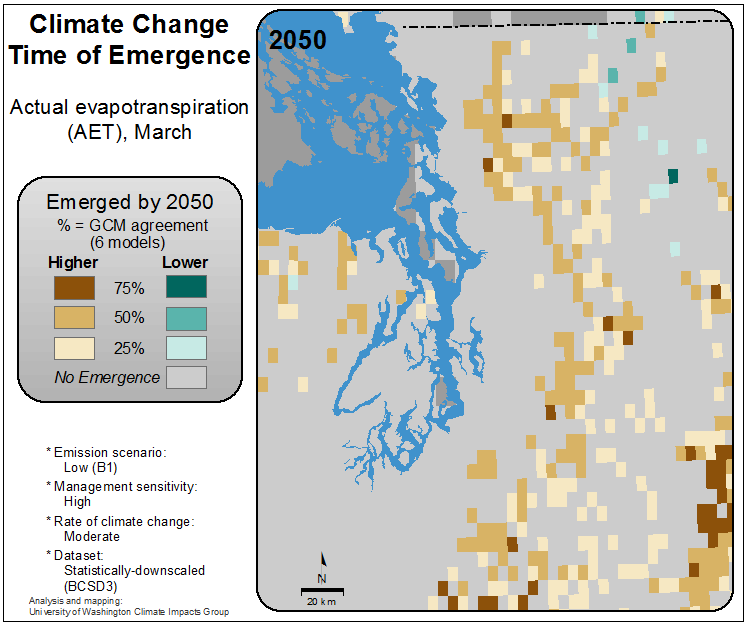 Climate Change
Time of Emergence
Actual evapotranspiration
(AET), March
Emerged by 2050
% = GCM agreement
(6 models)
Higher Lower
75%
50%
25%
No Emergence
* Emission scenario:
Low (B1)
* Management sensitivity:
High
* Rate of climate change:
Moderate
* Dataset:
Statistically-downscaled
(BCSD3)
Analysis and mapping:
University of Washington Climate Impacts Group
2050
N
20 km